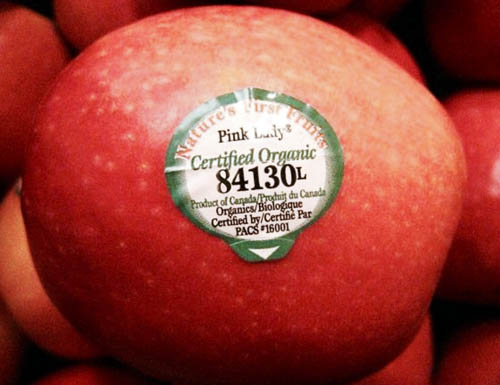 Nature's First Fruits
Pink Lady®
Certified Organic
84130L
Product of Canada/Produit du Canada
Organics/Biologique
Certified by/Certifié Par
PACS #16001